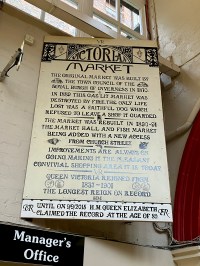 VICTORIAN
MARKET
THE ORIGINAL MARKET WAS BUILT BY
THE TOWN COUNCIL OF THE
ROYAL BURGH OF INVERNESS IN 1870.
IN 1889 THIS GAS LIT MARKET WAS
DESTROYED BY FIRE. THE ONLY LIFE
LOST WAS A FAITHFUL DOG WHICH
REFUSED TO LEAVE A SHOP IT GUARDED
THE MARKET WAS REBUILT IN 1890-91
THE MARKET HALL AND FISH MARKET
BEING ADDED WITH A NEW ACCESS
FROM CHURCH STREET
IMPROVEMENTS ARE ALWAYS ON
GOING MAKING IT THE PLEASANT
CONVIVIAL SHOPPING AREA IT IS TODAY
QUEEN VICTORIA REIGNED FROM
1837-1901
THE LONGEST REIGN ON RECORD
UNTIL ON 9/9/2015 H.M QUEEN ELIZABETH
CLAIMED THE RECORD AT THE AGE OF
Manager's
Office